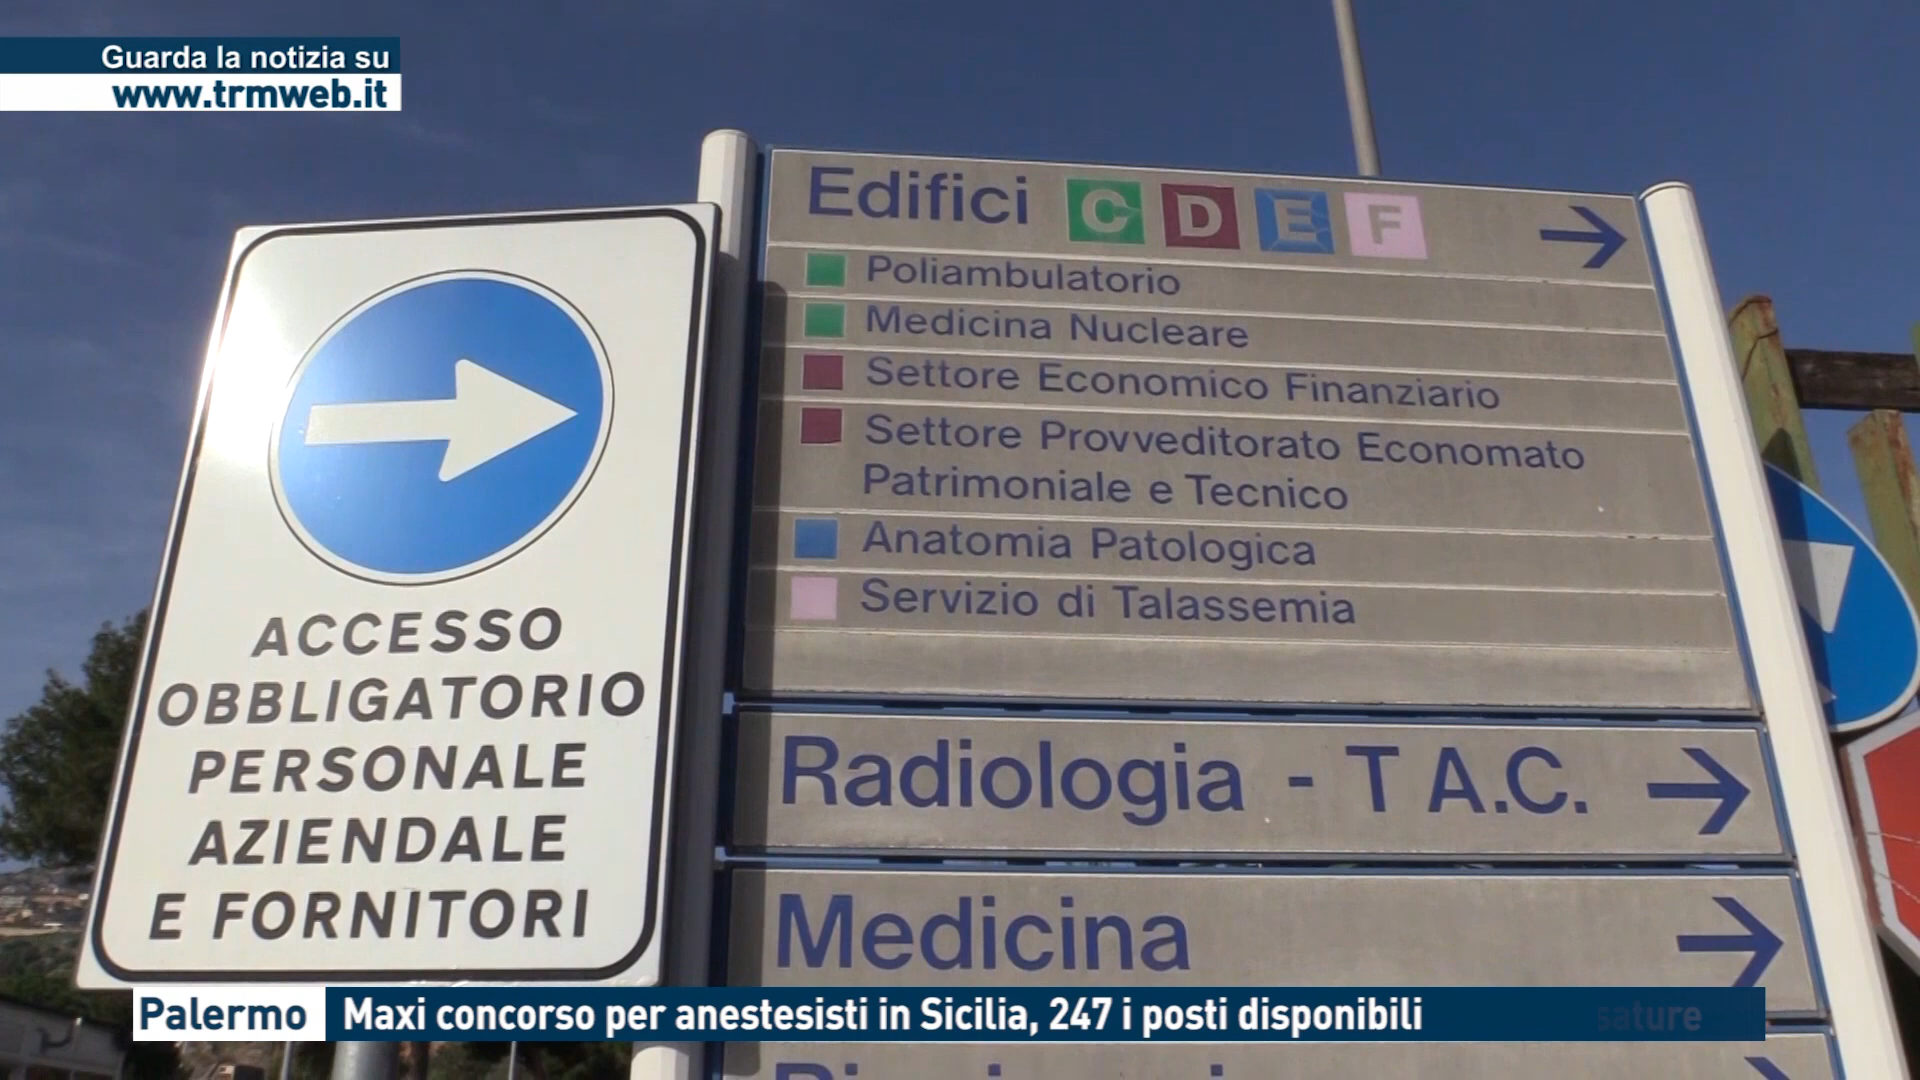 Guarda la notizia su
www.trmweb.it
Edifici C D E F
Poliambulatorio
Medicina Nucleare
Settore Economico Finanziario
Settore Provveditorato Economato
Patrimoniale e Tecnico
Anatomia Patologica
Servizio di Talassemia
Radiologia - T A.C.
Medicina
ACCESSO
OBBLIGATORIO
PERSONALE
AZIENDALE
E FORNITORI
Palermo Maxi concorso per anestesisti in Sicilia, 247 i posti disponibili